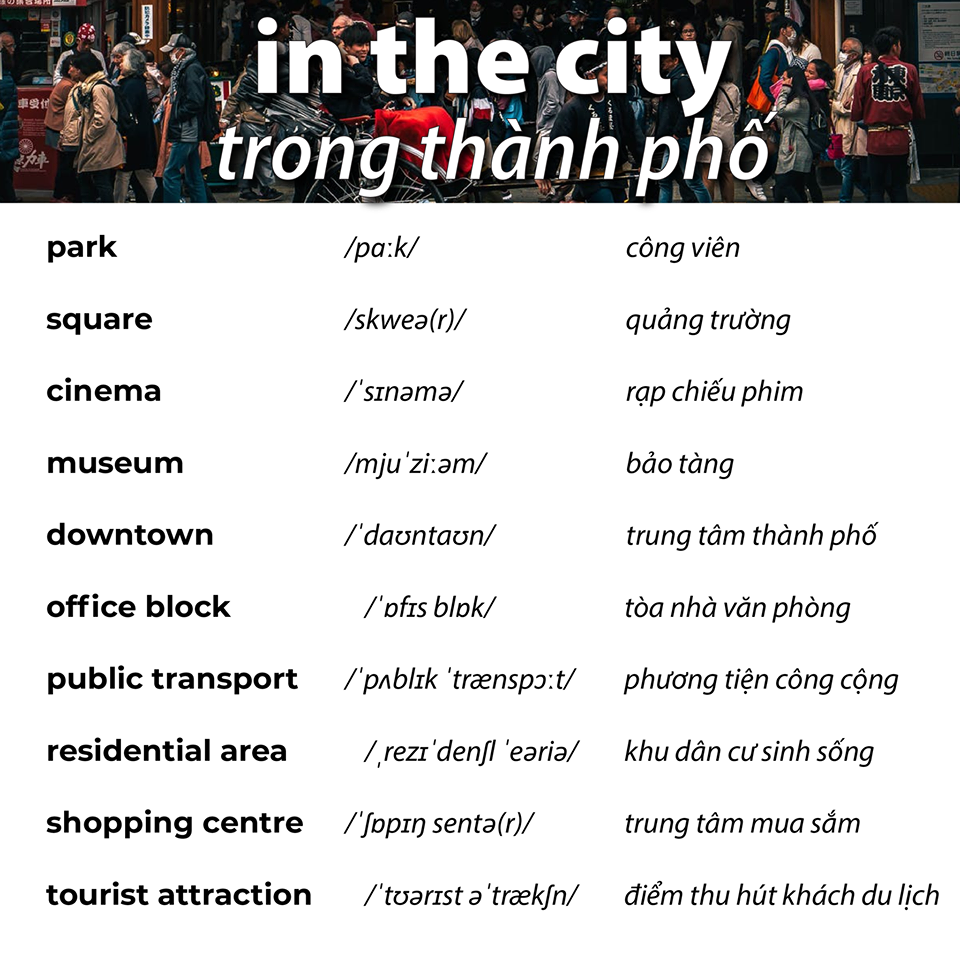 in the city
trong thành phố
park /pɑːk/ công viên
square /skweə(r)/ quảng trường
cinema /ˈsɪnəmə/ rạp chiếu phim
museum /mjuˈziːəm/ bảo tàng
downtown /ˈdaʊntaʊn/ trung tâm thành phố
office block /ˈɒfɪs blɒk/ tòa nhà văn phòng
public transport /ˈpʌblɪk ˈtrænspɔːt/ phương tiện công cộng
residential area /ˌrezɪˈdenʃl ˈeəriə/ khu dân cư sinh sống
shopping centre /ˈʃɒpɪŋ sentə(r)/ trung tâm mua sắm
tourist attraction /ˈtʊərɪst əˈtrækʃn/ điểm thu hút khách du lịch